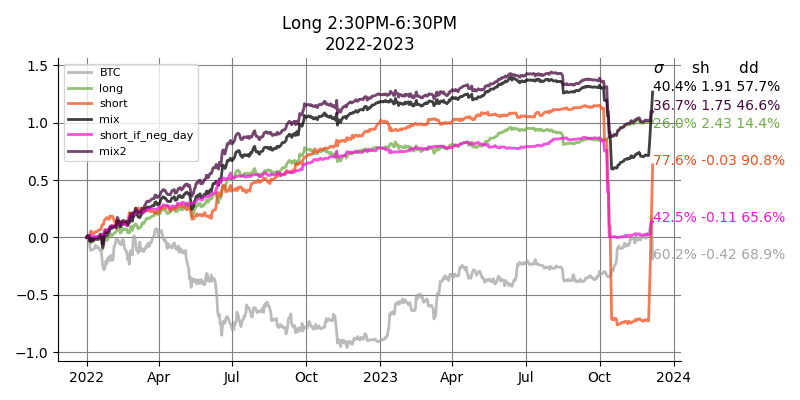 Long 2:30PM-6:30PM
2022-2023
σ sh dd
40.4% 1.91 57.7%
36.7% 1.75 46.6%
26.0% 2.43 14.4%
77.6% -0.03 90.8%
42.5% -0.11 65.6%
60.2% -0.42 68.9%
BTC
long
short
mix
short_if_neg_day
mix2
1.5
1.0
0.5
0.0
−0.5
−1.0
2022 Apr Jul Oct 2023 Apr Jul Oct 2024